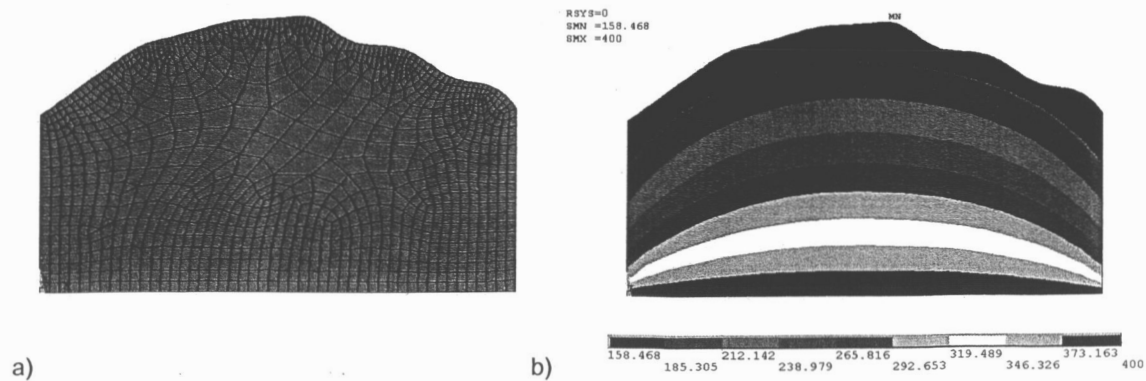 RSYS=0
SMN =158.468
SMX =400
MN
a)
b)
158.468 212.142 265.816 319.489 373.163
185.305 238.979 292.653 346.326 400